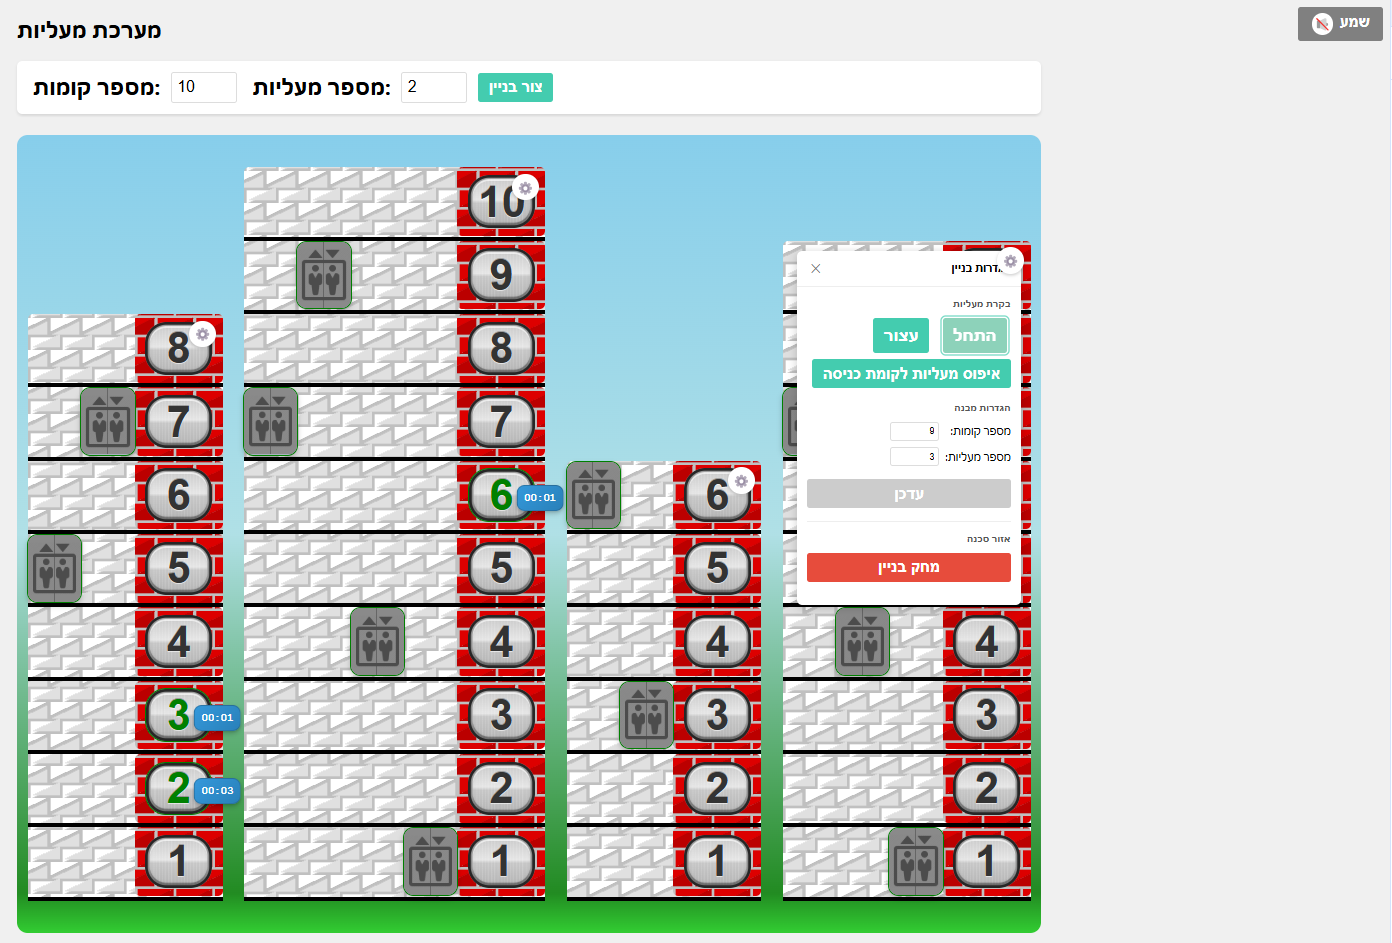 שמע
מערכת מעליות
מספר קומות: 10 מספר מעליות: 2 צור בניין
10
9
8
7
6 00:01
5
4
3
2
1
8
7
6
5
4
3 00:01
2 00:03
1
6
5
4
3
2
1
דרות בניין
בקרת מעליות
התחל עצור
איפוס מעליות לקומת כניסה
הגדרות מבנה
מספר קומות: 9
מספר מעליות: 3
עדכן
אזור סכנה
מחק בניין
4
3
2
1